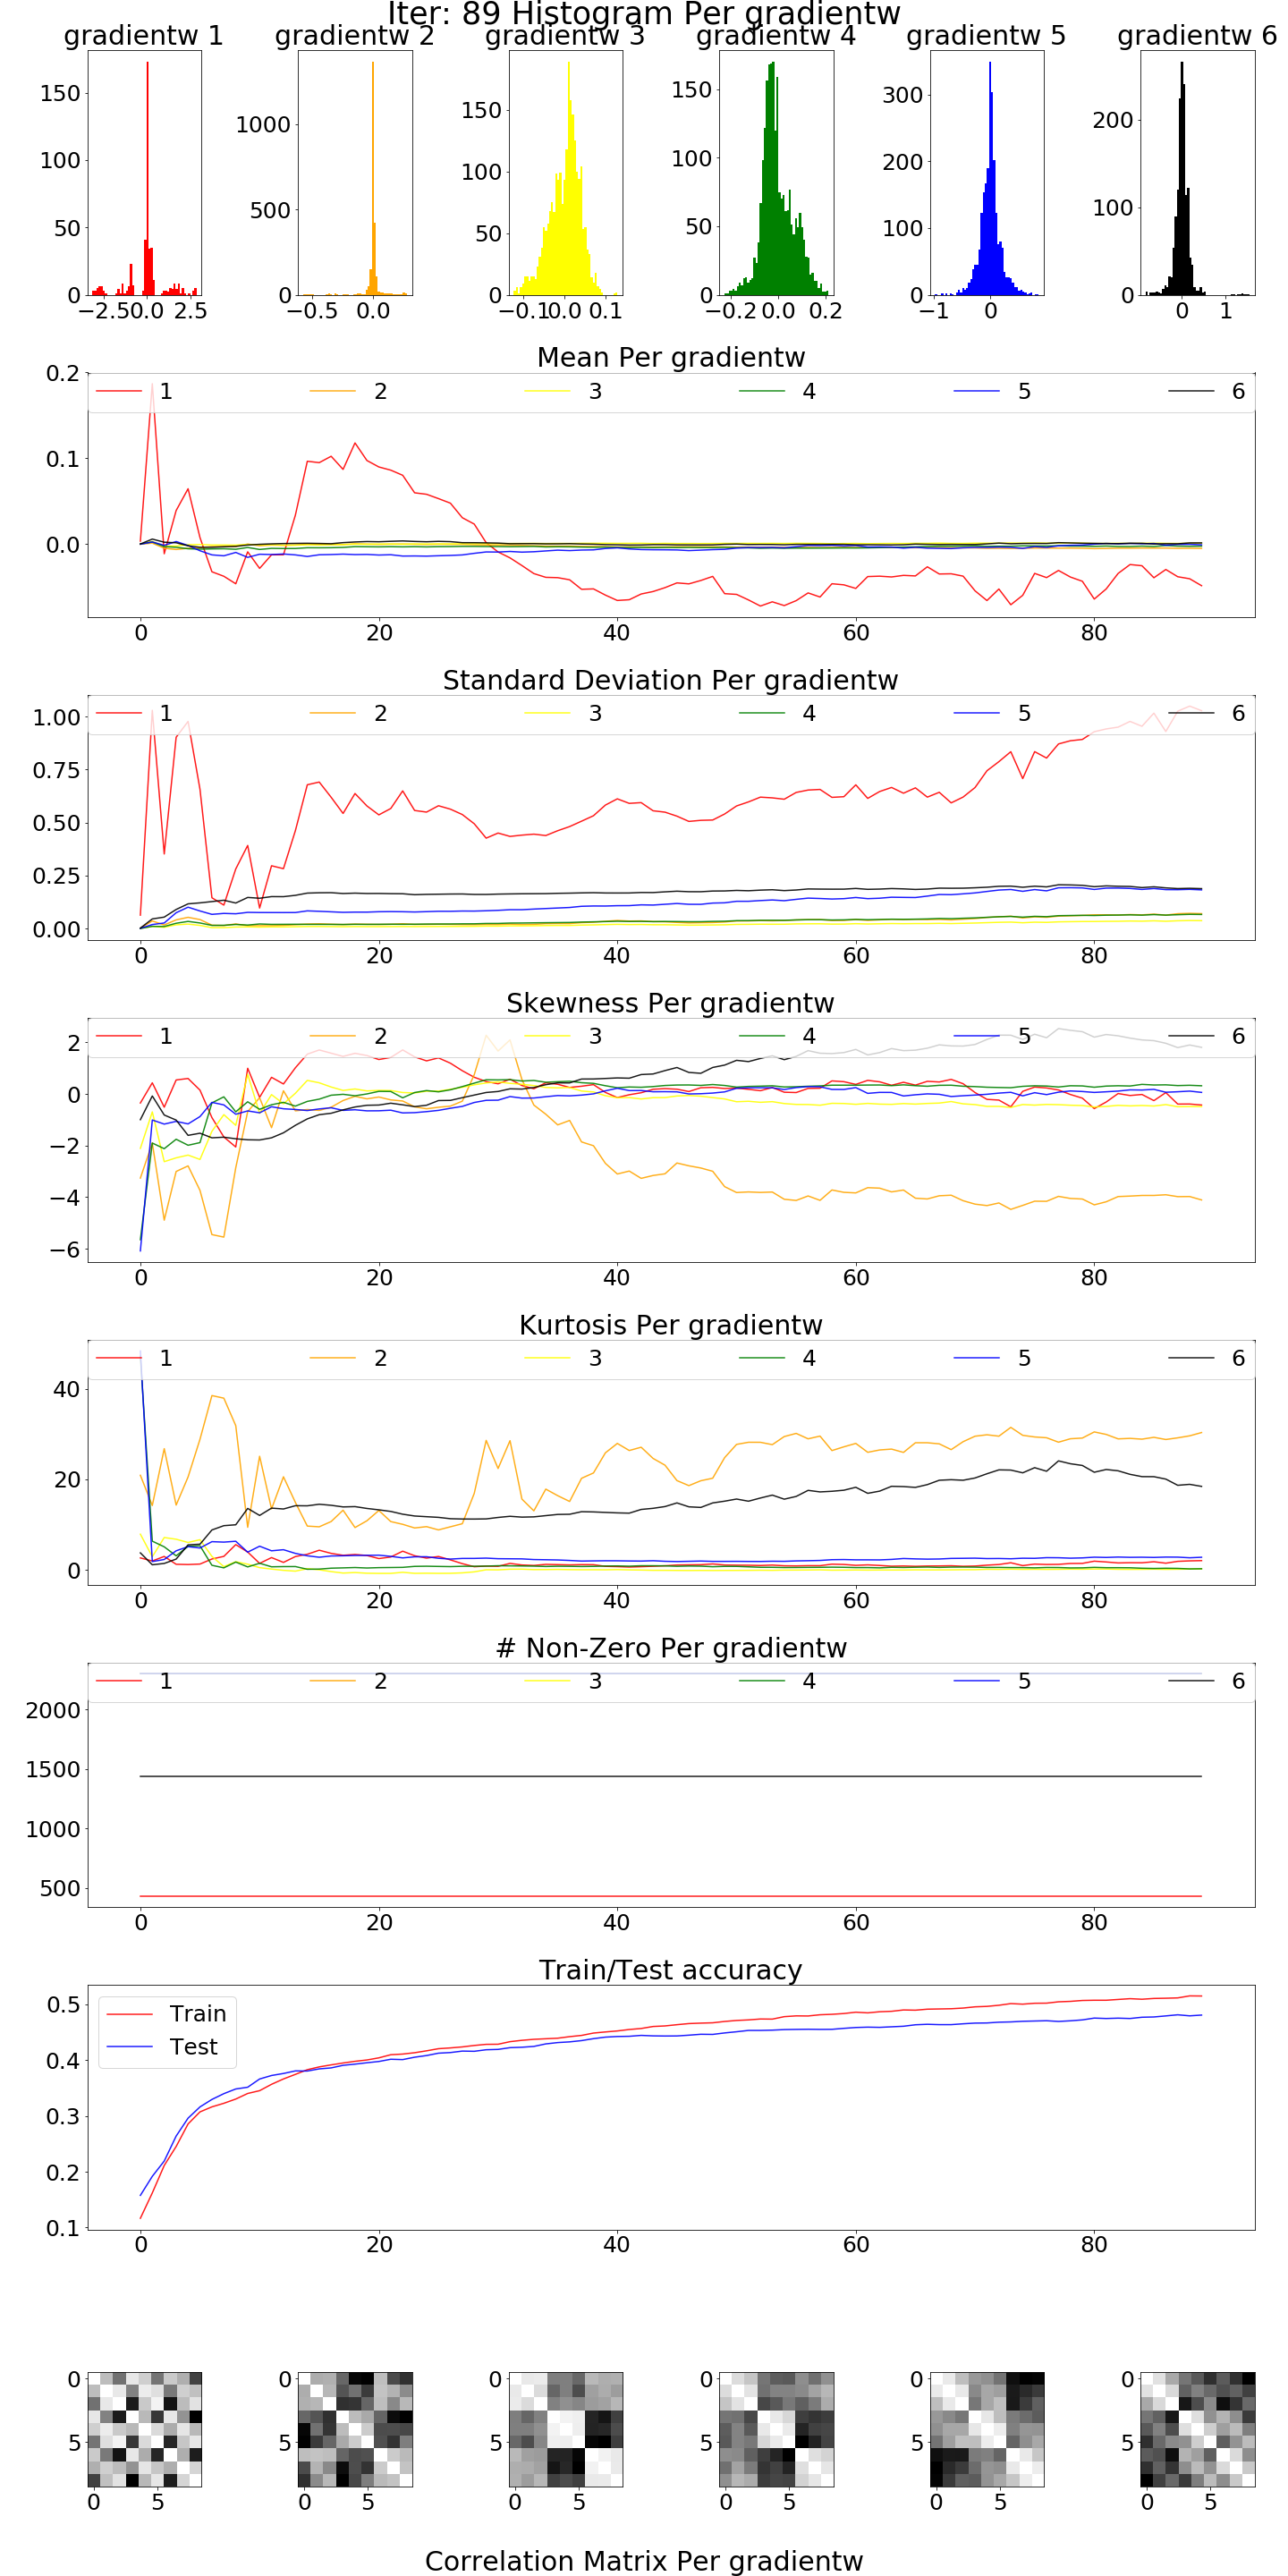 Iter: 89 Histogram Per gradientw
gradientw 1 gradientw 2 gradientw 3 gradientw 4 gradientw 5 gradientw 6
150 100 50 0
−2.5 0.0 2.5
1000 500 0
−0.5 0.0
150 100 50 0
−0.1 0.0 0.1
150 100 50 0
−0.2 0.0 0.2
300 200 100 0
−1 0
200 100 0
0 1
Mean Per gradientw
1 2 3 4 5 6
0.2
0.1
0.0
0 20 40 60 80
Standard Deviation Per gradientw
1 2 3 4 5 6
1.00
0.75
0.50
0.25
0.00
0 20 40 60 80
Skewness Per gradientw
1 2 3 4 5 6
2
0
−2
−4
−6
0 20 40 60 80
Kurtosis Per gradientw
1 2 3 4 5 6
40
20
0
0 20 40 60 80
# Non-Zero Per gradientw
1 2 3 4 5 6
2000
1500
1000
500
0 20 40 60 80
Train/Test accuracy
Train
Test
0.5
0.4
0.3
0.2
0.1
0 20 40 60 80
0 0 0 0 0 0
5 5 5 5 5 5
0 5 0 5 0 5 0 5 0 5 0 5
Correlation Matrix Per gradientw